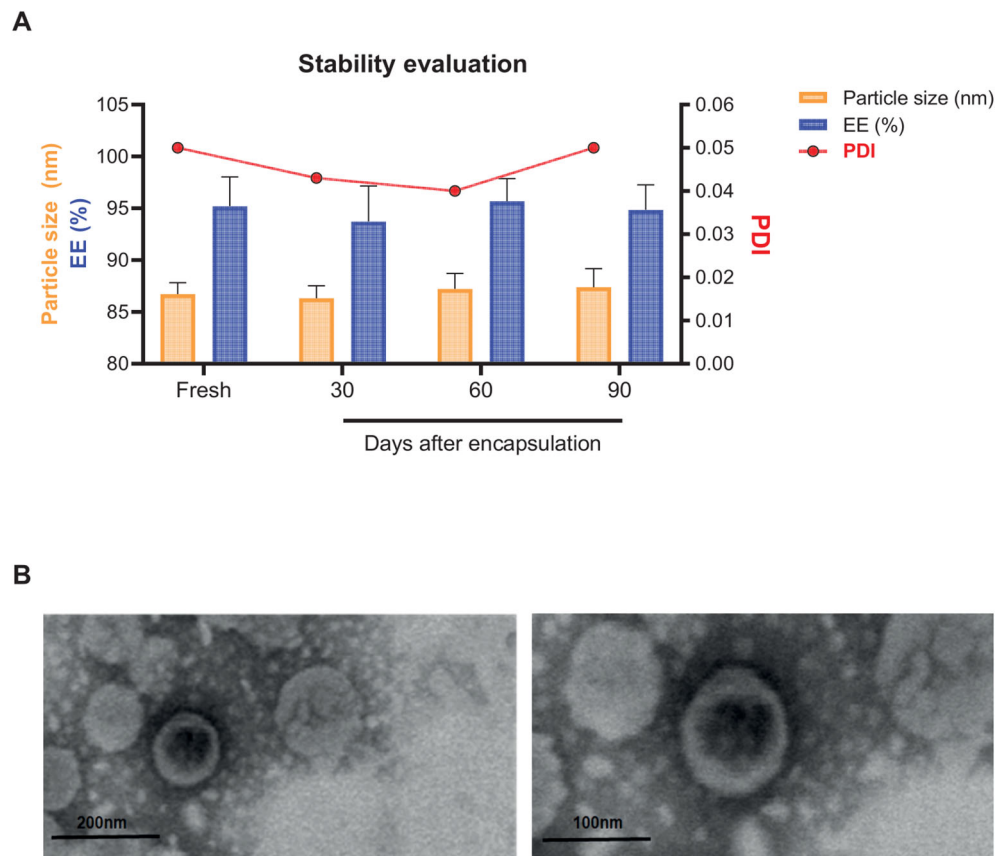 A
Stability evaluation
Particle size (nm)
EE (%)
105
100
95
90
85
80
0.06
0.05
0.04
0.03
0.02
0.01
0.00
PDI
Particle size (nm)
EE (%)
PDI
Fresh
30
60
90
Days after encapsulation
B
200nm
100nm